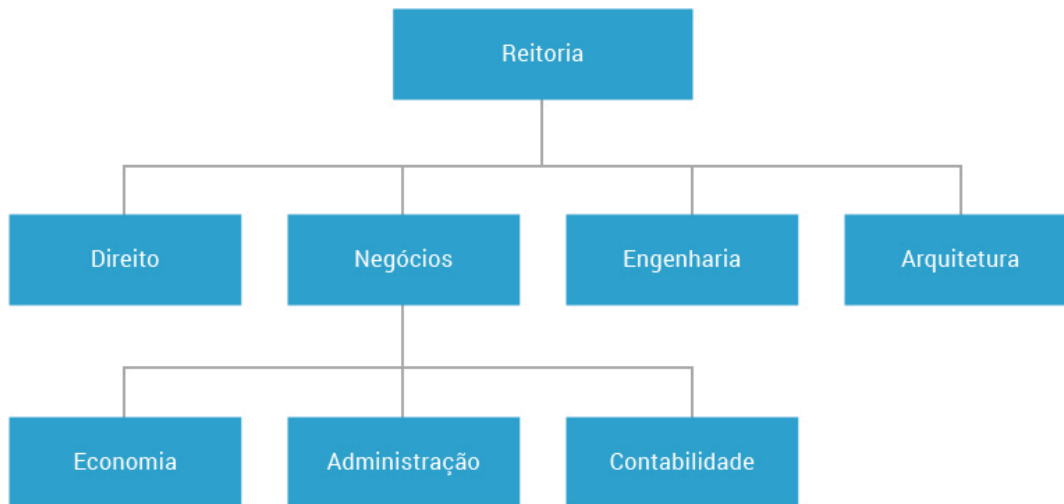 Reitoria
Direito
Negócios
Engenharia
Arquitetura
Economia
Administração
Contabilidade